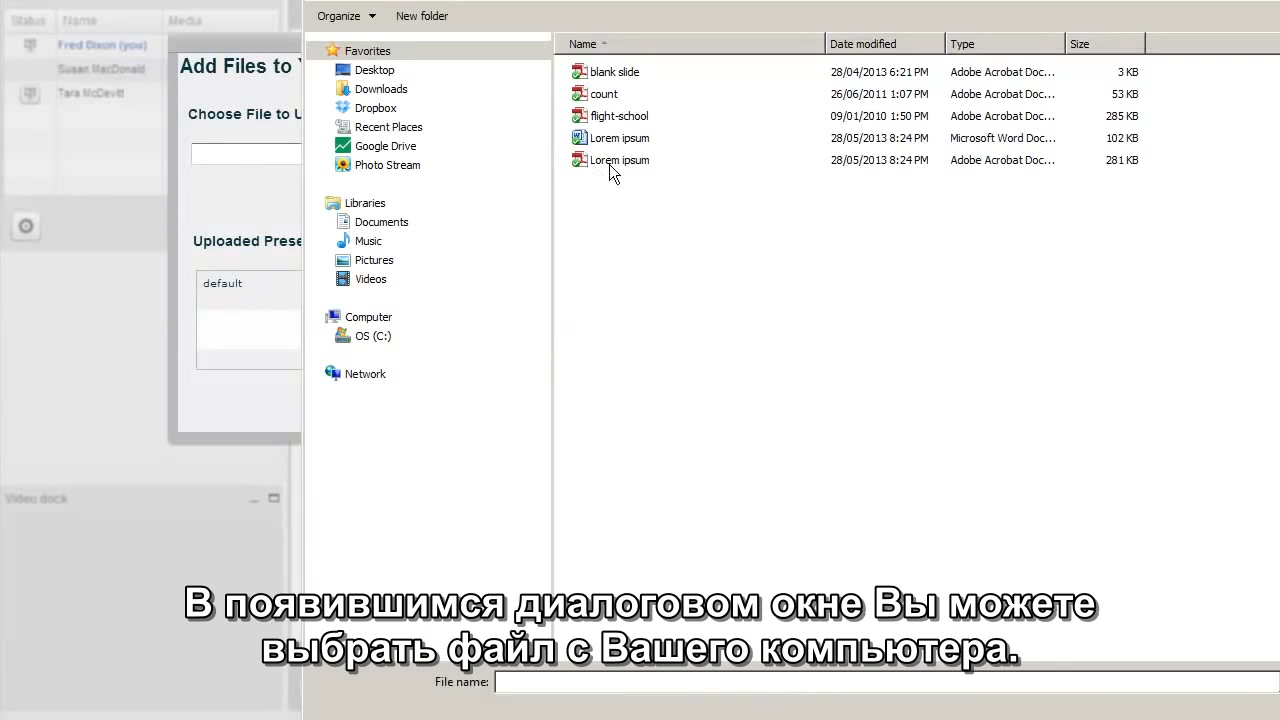 Organize
New folder
Status Name Media
Fred Dixon (you)
Susan MacDonald
Tara McDevitt
Add Files to
Choose File to U
Uploaded Prese
default
Video dock
Favorites
Desktop
Downloads
Dropbox
Recent Places
Google Drive
Photo Stream
Libraries
Documents
Music
Pictures
Videos
Computer
OS (C:)
Network
Name Date modified Type Size
blank slide 28/04/2013 6:21 PM Adobe Acrobat Doc... 3 KB
count 26/06/2011 1:07 PM Adobe Acrobat Doc... 53 KB
flight-school 09/01/2010 1:50 PM Adobe Acrobat Doc... 285 KB
Lorem ipsum 28/05/2013 8:24 PM Microsoft Word Doc... 102 KB
Lorem ipsum 28/05/2013 8:24 PM Adobe Acrobat Doc... 281 KB
В появившимся диалоговом окне Вы можете
выбрать файл с Вашего компьютера.
File name: